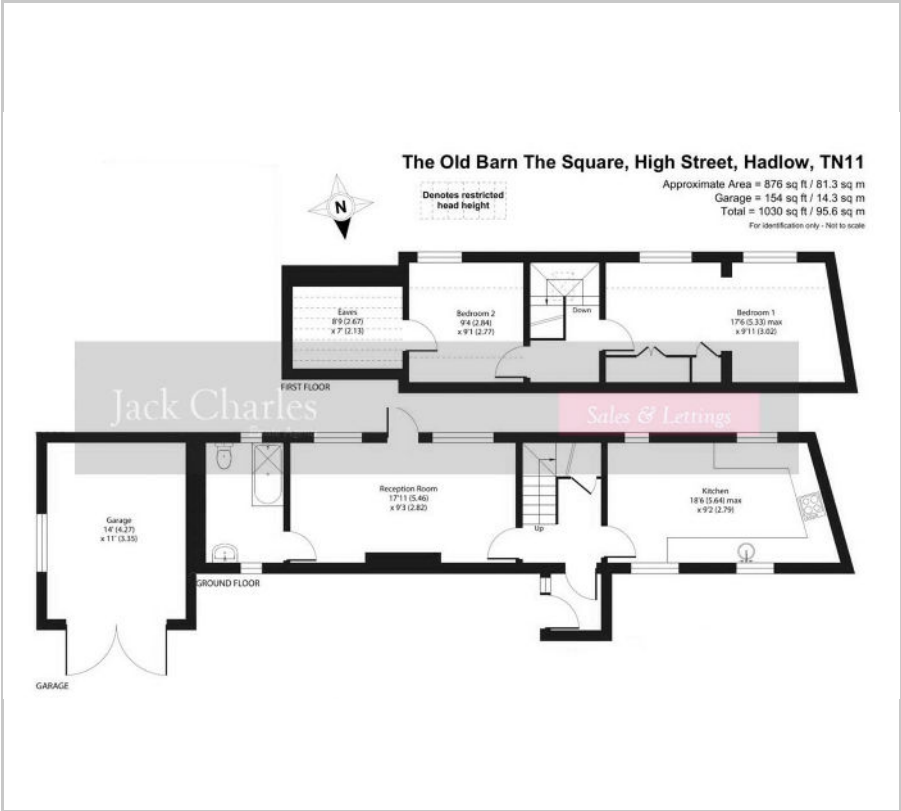 The Old Barn The Square, High Street, Hadlow, TN11
Approximate Area = 876 sq ft / 81.3 sq m
Garage = 154 sq ft / 14.3 sq m
Total = 1030 sq ft / 95.6 sq m
For identification only - Not to scale
Denotes restricted
head height
N
Eaves
8'9 (2.67)
x 7' (2.13)
Bedroom 2
9'4 (2.84)
x 9'1 (2.77)
Down
Bedroom 1
17'6 (5.33) max
x 9'11 (3.02)
FIRST FLOOR
Jack Charles
Estate Agents
Sales & Lettings
Garage
14' (4.27)
x 11' (3.35)
Reception Room
17'11 (5.46)
x 9'3 (2.82)
Up
Kitchen
18'6 (5.64) max
x 9'2 (2.79)
GROUND FLOOR
GARAGE